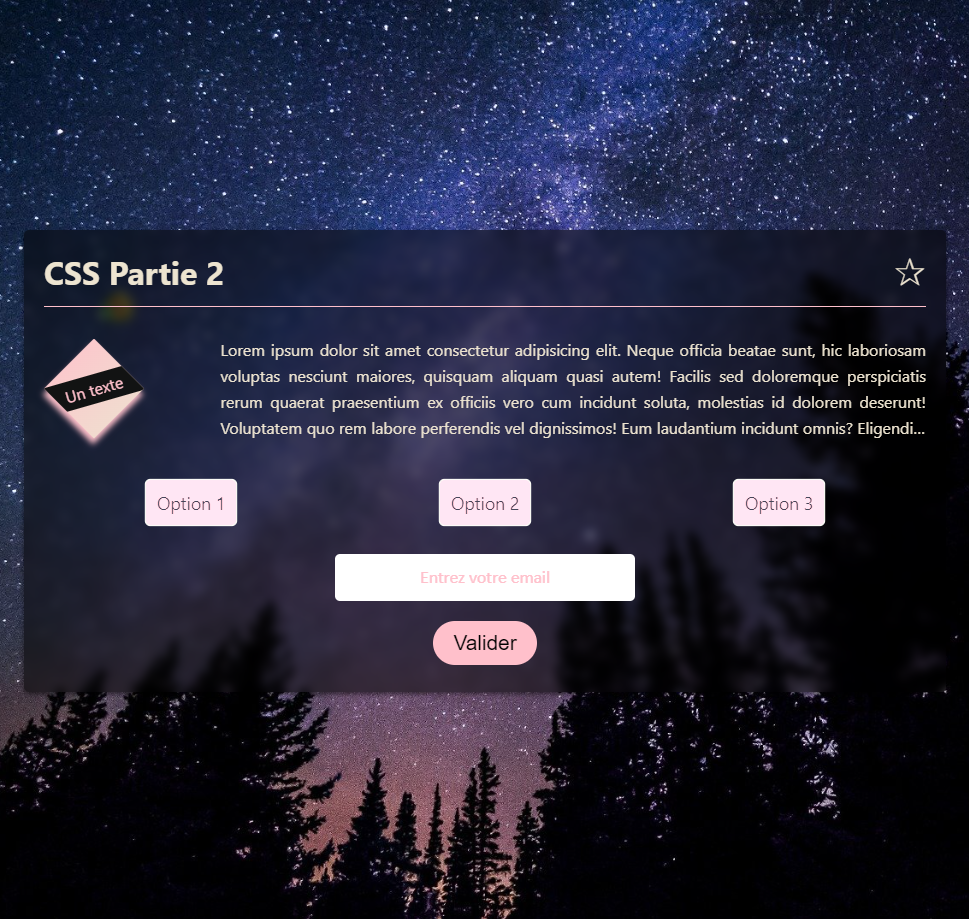 CSS Partie 2
Un texte
Lorem ipsum dolor sit amet consectetur adipisicing elit. Neque officia beatae sunt, hic laboriosam
voluptas nesciunt maiores, quisquam aliquam quasi autem! Facilis sed doloremque perspiciatis
rerum quaerat praesentium ex officiis vero cum incidunt soluta, molestias id dolorem deserunt!
Voluptatem quo rem labore perferendis vel dignissimos! Eum laudantium incidunt omnis? Eligendi...
Option 1
Option 2
Option 3
Entrez votre email
Valider